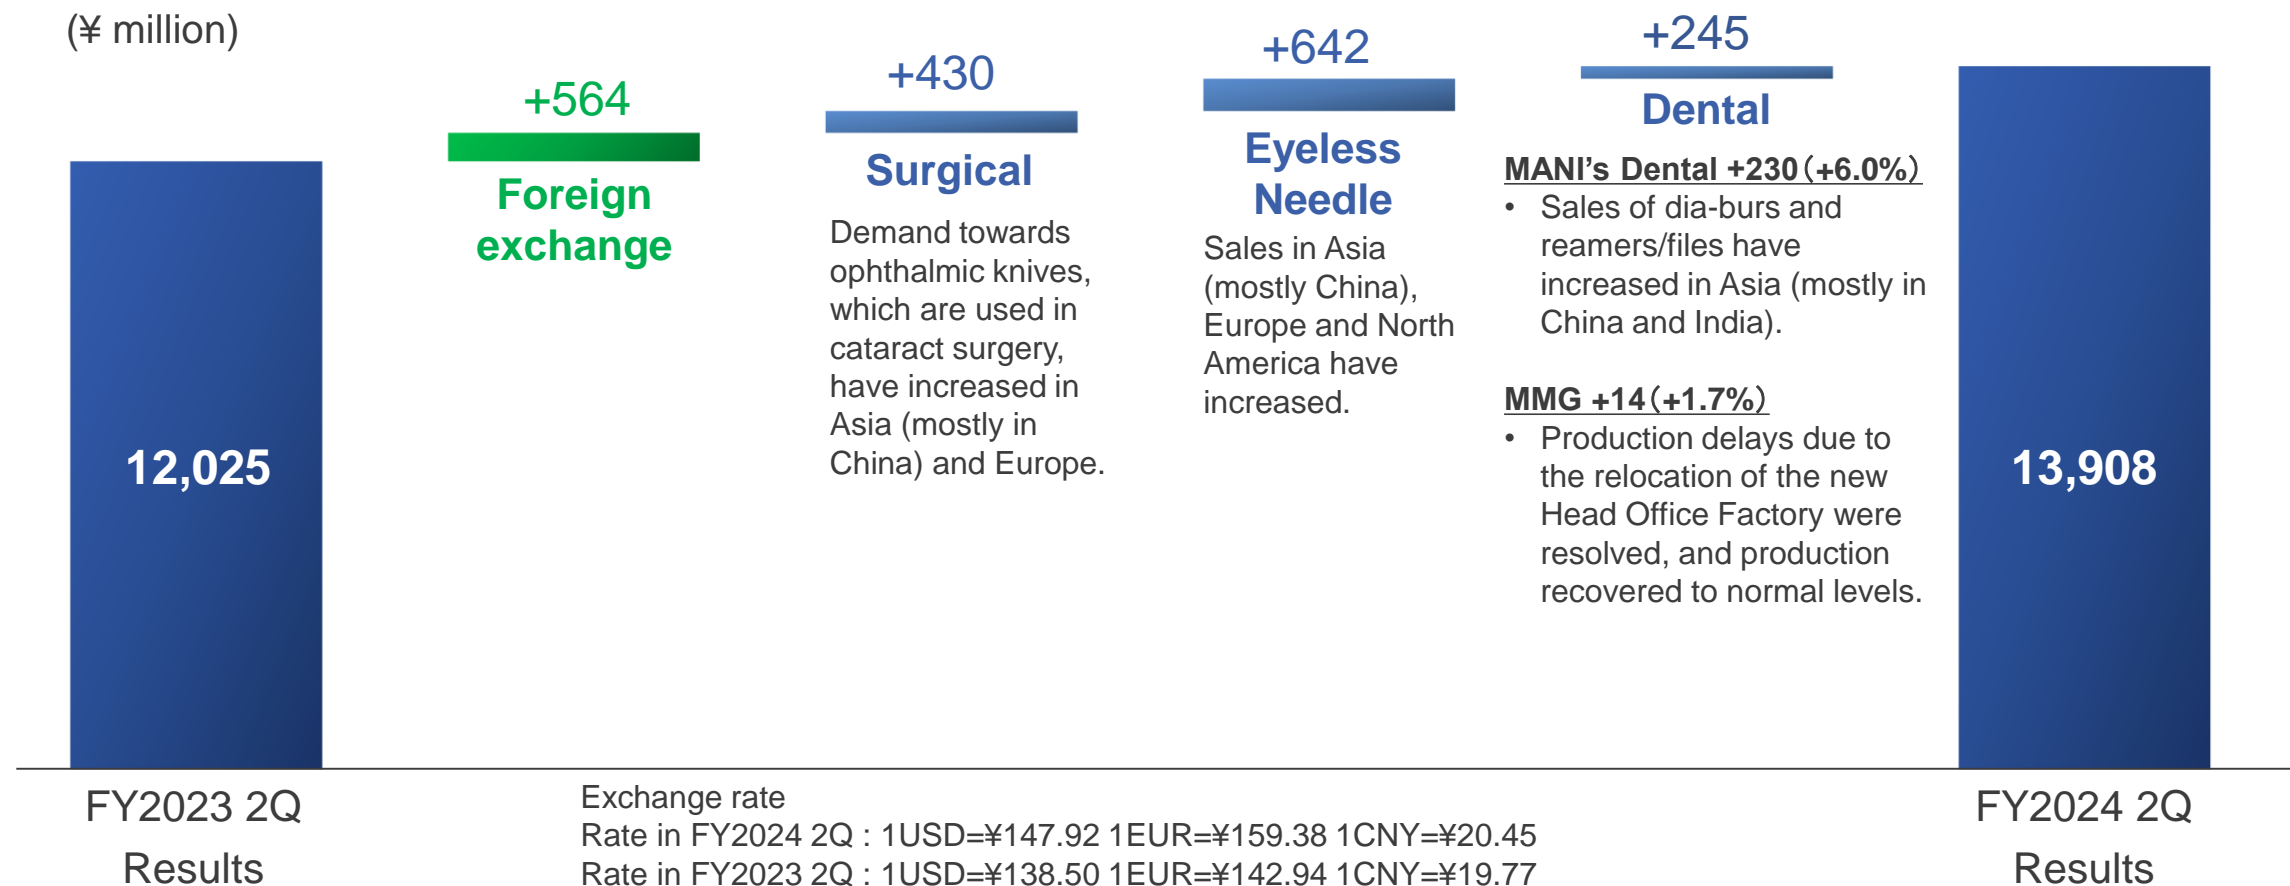 (¥ million)
+564
Foreign
exchange
+430
Surgical
Demand towards
ophthalmic knives,
which are used in
cataract surgery,
have increased in
Asia (mostly in
China) and Europe.
+642
Eyeless
Needle
Sales in Asia
(mostly China),
Europe and North
America have
increased.
+245
Dental
MANI's Dental +230（+6.0%）
• Sales of dia-burs and
reamers/files have
increased in Asia (mostly in
China and India).
MMG +14（+1.7%）
• Production delays due to
the relocation of the new
Head Office Factory were
resolved, and production
recovered to normal levels.
12,025
13,908
FY2023 2Q
Results
Exchange rate
Rate in FY2024 2Q : 1USD=¥147.92 1EUR=¥159.38 1CNY=¥20.45
Rate in FY2023 2Q : 1USD=¥138.50 1EUR=¥142.94 1CNY=¥19.77
FY2024 2Q
Results